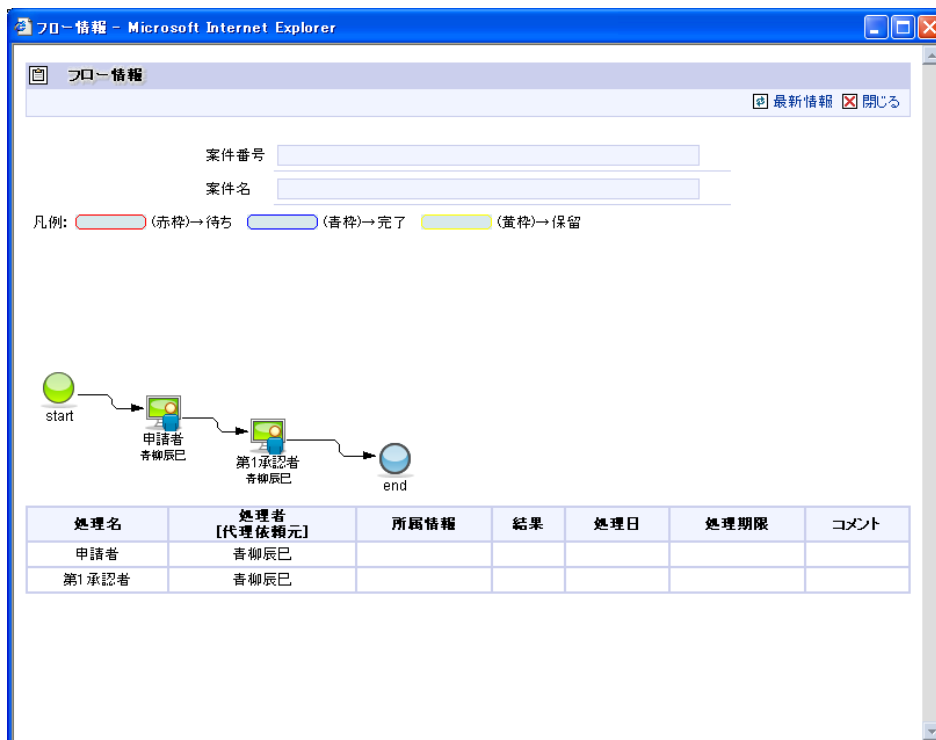 フロー情報 - Microsoft Internet Explorer
フロー情報
最新情報 閉じる
案件番号
案件名
凡例: (赤枠)→待ち (青枠)→完了 (黄枠)→保留
start
申請者
青柳辰巳
第1承認者
青柳辰巳
end
処理名 処理者 [代理依頼元] 所属情報 結果 処理日 処理期限 コメント
申請者 青柳辰巳
第1承認者 青柳辰巳